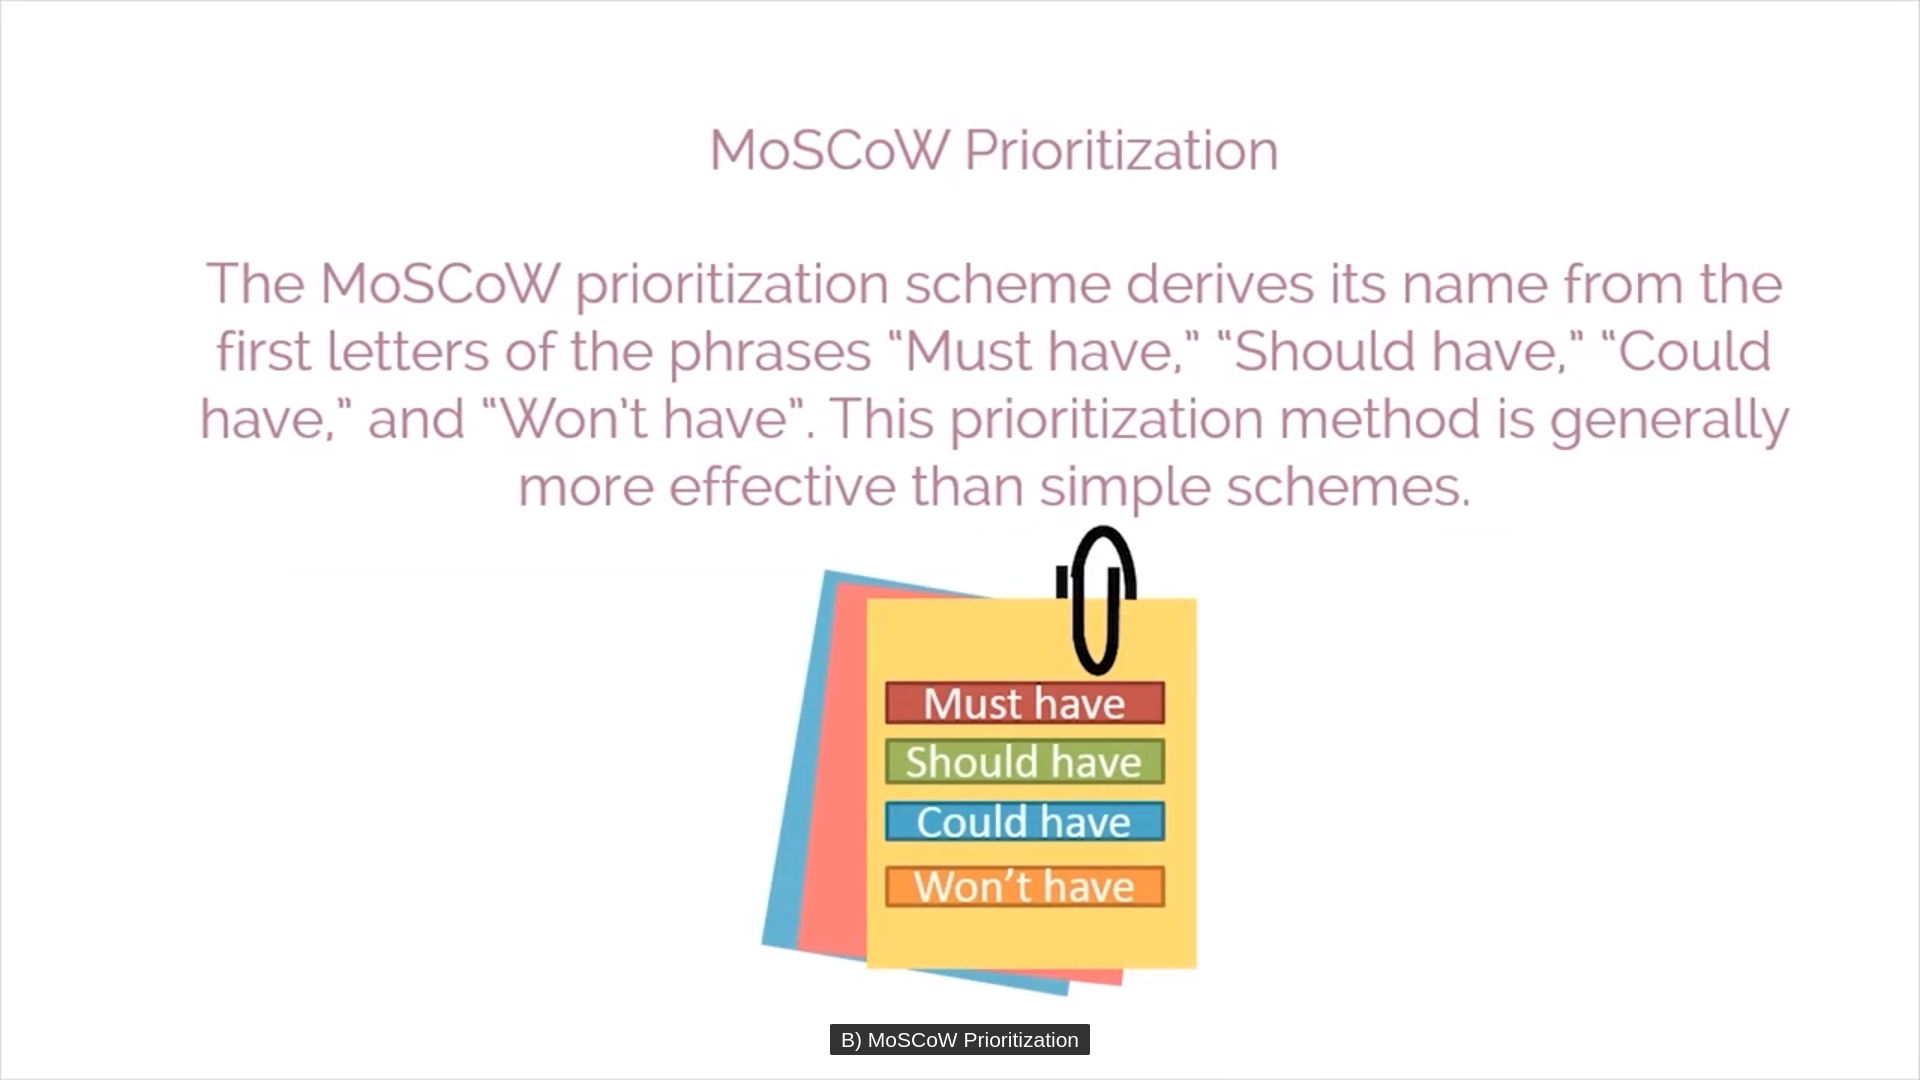 MoSCoW Prioritization
The MoSCoW prioritization scheme derives its name from the
first letters of the phrases “Must have,” “Should have,” “Could
have,” and “Won’t have”. This prioritization method is generally
more effective than simple schemes.
Must have
Should have
Could have
Won’t have
B) MoSCoW Prioritization